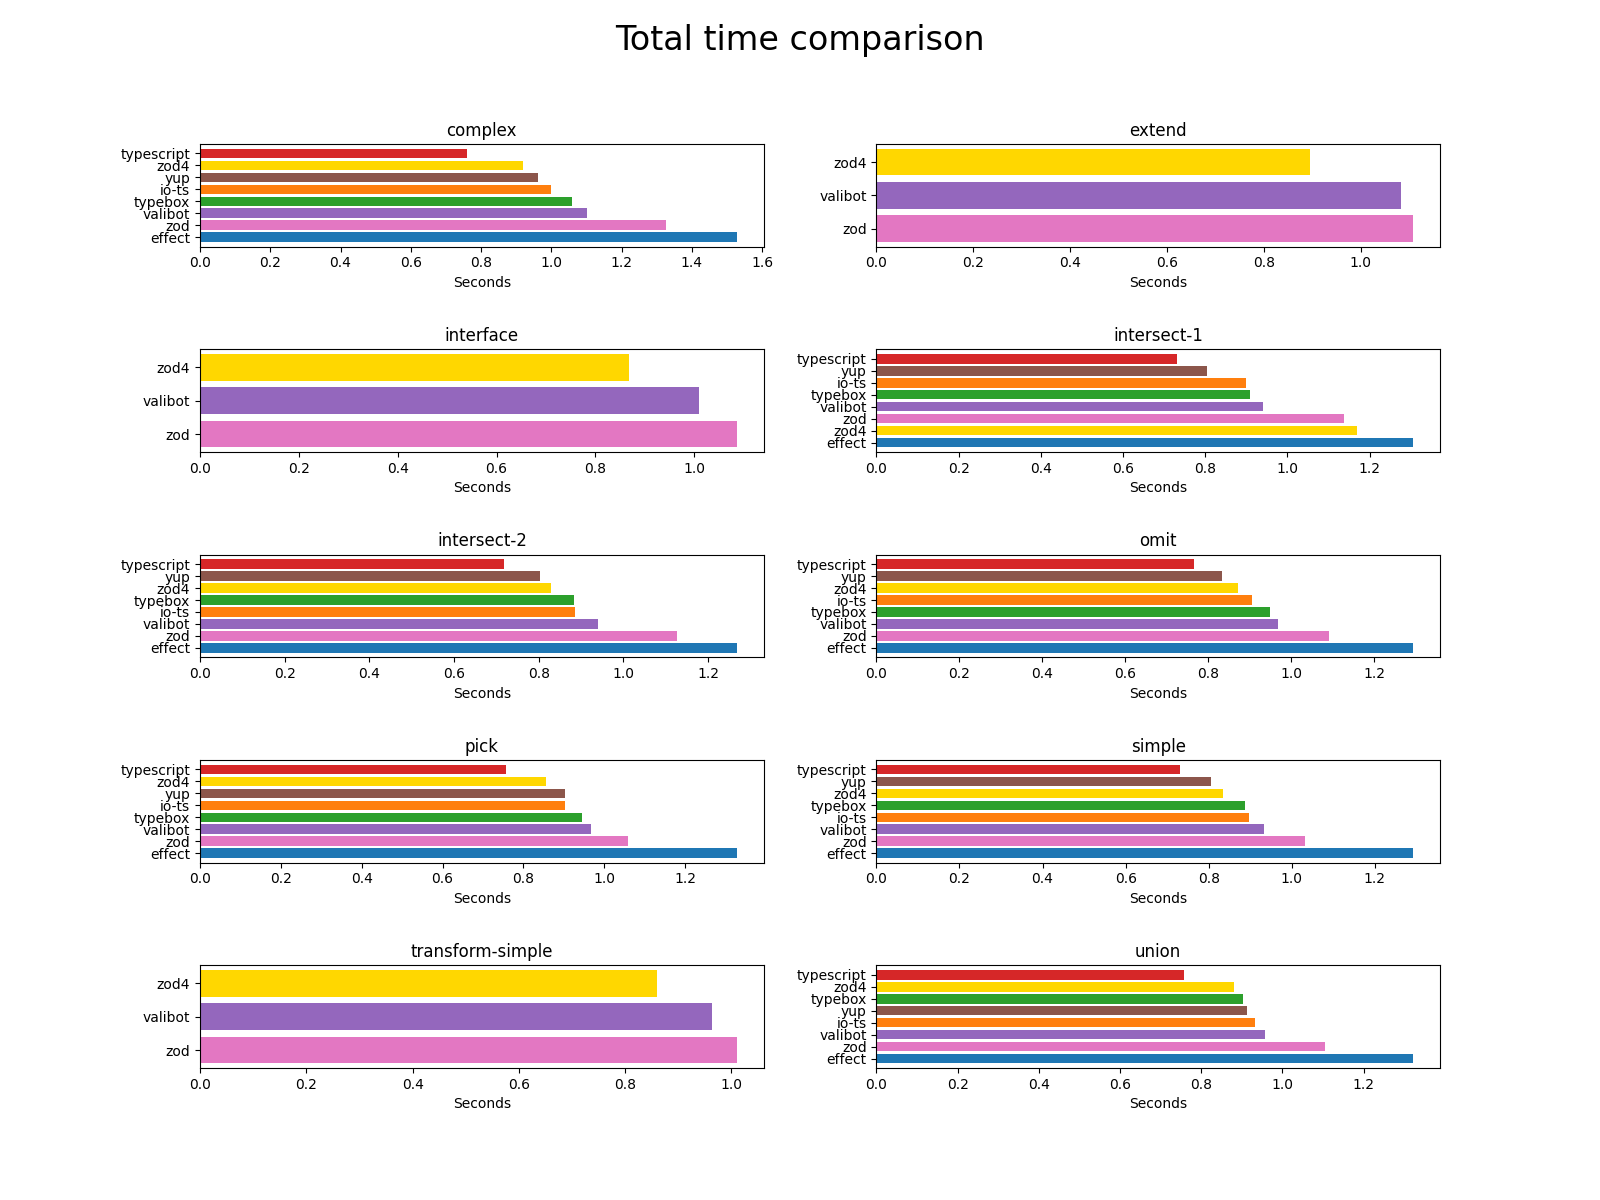 Total time comparison
complex
typescript
zod4
yup
io-ts
typebox
valibot
zod
effect
0.0 0.2 0.4 0.6 0.8 1.0 1.2 1.4 1.6
Seconds
extend
zod4
valibot
zod
0.0 0.2 0.4 0.6 0.8 1.0
Seconds
interface
zod4
valibot
zod
0.0 0.2 0.4 0.6 0.8 1.0
Seconds
intersect-1
typescript
yup
io-ts
typebox
valibot
zod
zod4
effect
0.0 0.2 0.4 0.6 0.8 1.0 1.2
Seconds
intersect-2
typescript
yup
zod4
typebox
io-ts
valibot
zod
effect
0.0 0.2 0.4 0.6 0.8 1.0 1.2
Seconds
omit
typescript
yup
zod4
io-ts
typebox
valibot
zod
effect
0.0 0.2 0.4 0.6 0.8 1.0 1.2
Seconds
pick
typescript
zod4
yup
io-ts
typebox
valibot
zod
effect
0.0 0.2 0.4 0.6 0.8 1.0 1.2
Seconds
simple
typescript
yup
zod4
typebox
io-ts
valibot
zod
effect
0.0 0.2 0.4 0.6 0.8 1.0 1.2
Seconds
transform-simple
zod4
valibot
zod
0.0 0.2 0.4 0.6 0.8 1.0
Seconds
union
typescript
zod4
typebox
yup
io-ts
valibot
zod
effect
0.0 0.2 0.4 0.6 0.8 1.0 1.2
Seconds